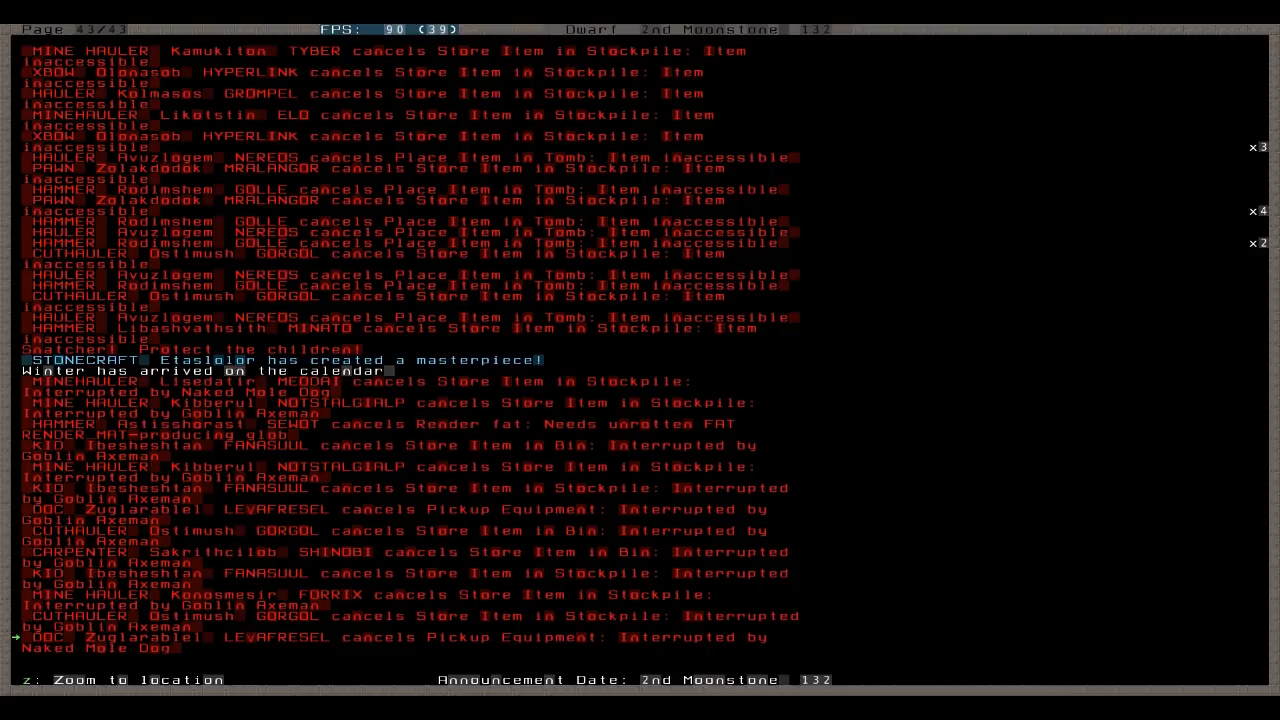 Page 43/43 FPS: 90 (39) Dwarf 2nd Moonstone 132
MINE HAULER Kamukiton TYBER cancels Store Item in Stockpile: Item
inaccessible
XBOW Olonasob HYPERLINK cancels Store Item in Stockpile: Item
inaccessible
HAULER Kolmasos GROMPEL cancels Store Item in Stockpile: Item
inaccessible
MINEHAULER Likotstin ELO cancels Store Item in Stockpile: Item
inaccessible
XBOW Olonasob HYPERLINK cancels Store Item in Stockpile: Item
inaccessible x3
HAULER Avuzlogem NEREOS cancels Place Item in Tomb: Item inaccessible
PAWN Zolakdodok MRALANGOR cancels Store Item in Stockpile: Item
inaccessible
HAMMER Rodimshem GOLLE cancels Place Item in Tomb: Item inaccessible
PAWN Zolakdodok MRALANGOR cancels Store Item in Stockpile: Item
inaccessible x4
HAMMER Rodimshem GOLLE cancels Place Item in Tomb: Item inaccessible
HAULER Avuzlogem NEREOS cancels Place Item in Tomb: Item inaccessible
HAMMER Rodimshem GOLLE cancels Place Item in Tomb: Item inaccessible x2
CUTHAULER Ostimush GORGOL cancels Store Item in Stockpile: Item
inaccessible
HAULER Avuzlogem NEREOS cancels Place Item in Tomb: Item inaccessible
HAMMER Rodimshem GOLLE cancels Place Item in Tomb: Item inaccessible
CUTHAULER Ostimush GORGOL cancels Store Item in Stockpile: Item
inaccessible
HAULER Avuzlogem NEREOS cancels Place Item in Tomb: Item inaccessible
HAMMER Libashvathsith MINATO cancels Store Item in Stockpile: Item
inaccessible
Snatcher! Protect the children!
STONECRAFT Etaslolor has created a masterpiece!
Winter has arrived on the calendar
MINEHAULER Lisedatir MEODAI cancels Store Item in Stockpile:
Interrupted by Naked Mole Dog
MINE HAULER Kibberul NOTSTALGIALP cancels Store Item in Stockpile:
Interrupted by Goblin Axeman
HAMMER Astisshorast SEWOT cancels Render fat: Needs unrotten FAT
RENDER_MAT-producing glob
KID Ibesheshtan FANASUUL cancels Store Item in Bin: Interrupted by
Goblin Axeman
MINE HAULER Kibberul NOTSTALGIALP cancels Store Item in Stockpile:
Interrupted by Goblin Axeman
KID Ibesheshtan FANASUUL cancels Store Item in Stockpile: Interrupted
by Goblin Axeman
DOC Zuglarablel LEVAFRESEL cancels Pickup Equipment: Interrupted by
Goblin Axeman
CUTHAULER Ostimush GORGOL cancels Store Item in Bin: Interrupted by
Goblin Axeman
CARPENTER Sakrithcilob SHINOBI cancels Store Item in Bin: Interrupted
by Goblin Axeman
KID Ibesheshtan FANASUUL cancels Store Item in Stockpile: Interrupted
by Goblin Axeman
MINE HAULER Konosmesir FORRIX cancels Store Item in Stockpile:
Interrupted by Goblin Axeman
CUTHAULER Ostimush GORGOL cancels Store Item in Stockpile: Interrupted
by Goblin Axeman
DOC Zuglarablel LEVAFRESEL cancels Pickup Equipment: Interrupted by
Naked Mole Dog
z: Zoom to location Announcement Date: 2nd Moonstone 132